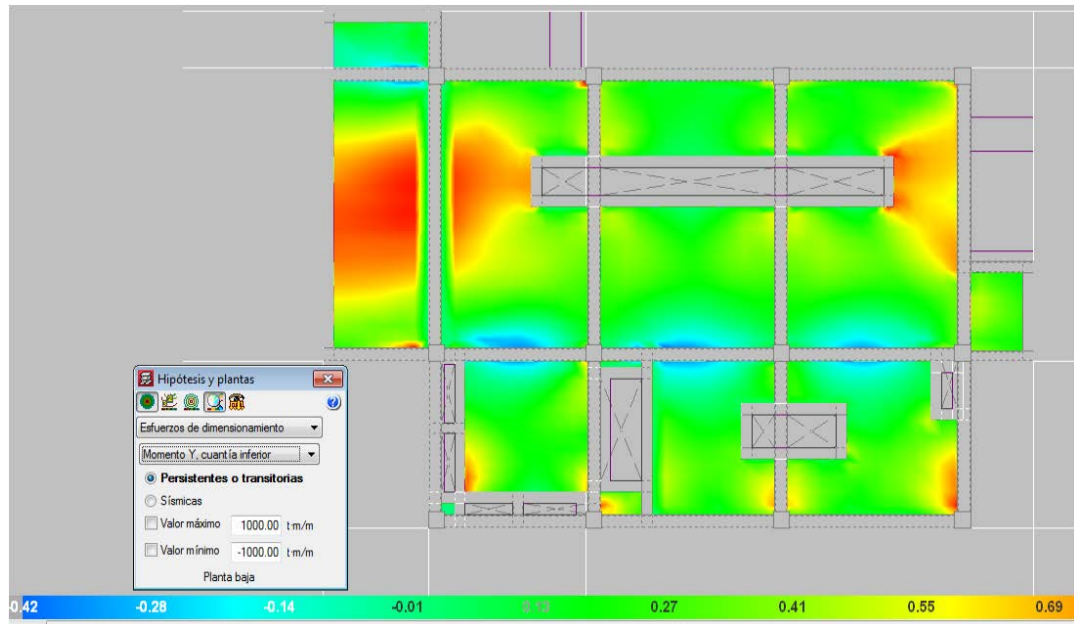 Hipótesis y plantas
Esfuerzos de dimensionamiento
Momento Y, cuantía inferior
Persistentes o transitorias
Sísmicas
Valor máximo 1000.00 t·m/m
Valor mínimo -1000.00 t·m/m
Planta baja
-0.42 -0.28 -0.14 -0.01 0.27 0.41 0.55 0.69